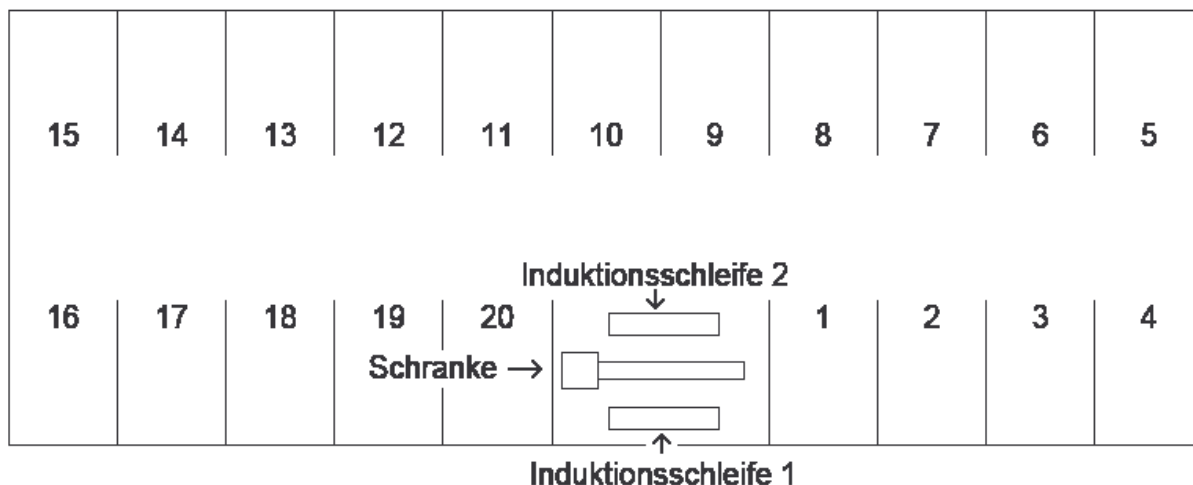 15 14 13 12 11 10 9 8 7 6 5
Induktionsschleife 2
16 17 18 19 20 1 2 3 4
Schranke
Induktionsschleife 1